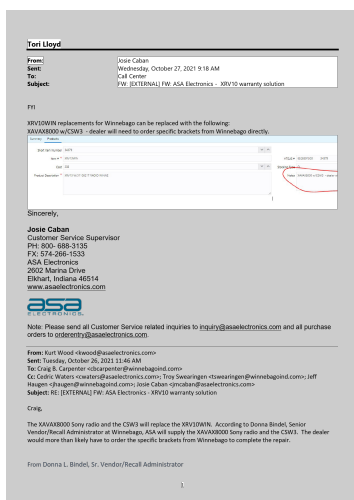 Tori Lloyd
From: Josie Caban
Sent: Wednesday, October 27, 2021 9:18 AM
To: Call Center
Subject: FW: [EXTERNAL] FW: ASA Electronics - XRV10 warranty solution
FYI
XRV10WIN replacements for Winnebago can be replaced with the following:
XAVAX8000 w/CSW3 - dealer will need to order specific brackets from Winnebago directly.
Products
Sincerely,
Josie Caban
Customer Service Supervisor
PH: 800- 688-3135
FX: 574-266-1533
ASA Electronics
2602 Marina Drive
Elkhart, Indiana 46514
www.asaelectronics.com
asa
ELECTRONICS
Note: Please send all Customer Service related inquiries to inquiry@asaelectronics.com and all purchase
orders to orderentry@asaelectronics.com.
From: Kurt Wood <kwood@asaelectronics.com>
Sent: Tuesday, October 26, 2021 11:46 AM
To: Craig B. Carpenter <cbcarpenter@winnebagoind.com>
Cc: Cedric Waters <cwaters@asaelectronics.com>; Troy Swearingen <tswearingen@winnebagoind.com>; Jeff
Haugen <jhaugen@winnebagoind.com>; Josie Caban <jmcaban@asaelectronics.com>
Subject: RE: [EXTERNAL] FW: ASA Electronics - XRV10 warranty solution
Craig,
The XAVAX8000 Sony radio and the CSW3 will replace the XRV10WIN. According to Donna Bindel, Senior
Vendor/Recall Administrator at Winnebago, ASA will supply the XAVAX8000 Sony radio and the CSW3. The dealer
would more than likely have to order the specific brackets from Winnebago to complete the repair.
From Donna L. Bindel, Sr. Vendor/Recall Administrator
1